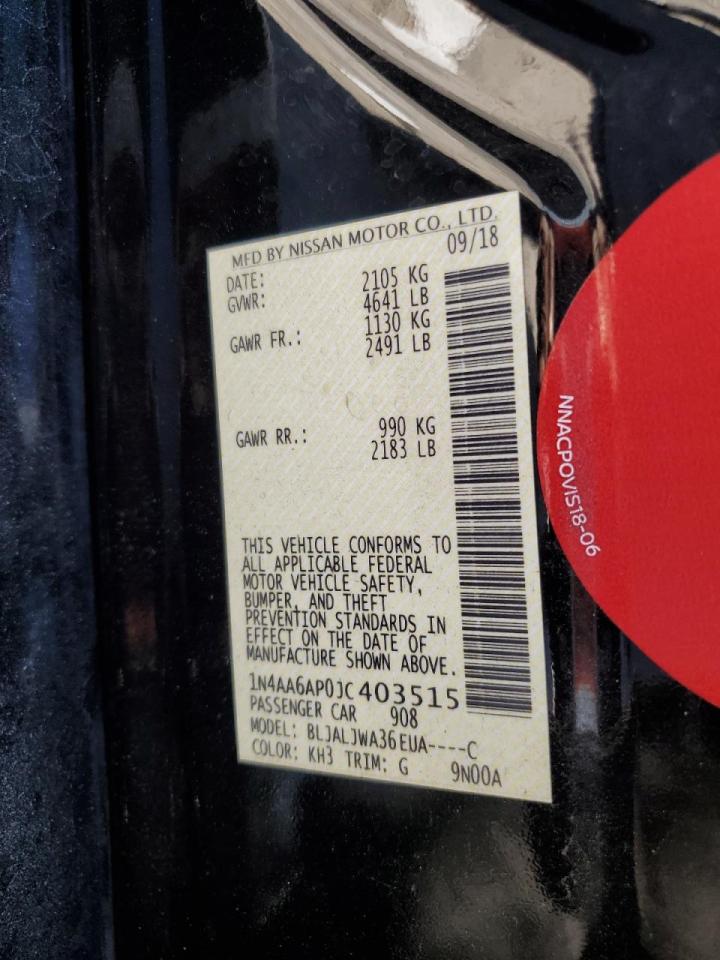 MFD BY NISSAN MOTOR CO., LTD.
DATE: 09/18
GVWR: 2105 KG
4641 LB
GAWR FR.: 1130 KG
2491 LB
GAWR RR.: 990 KG
2183 LB
THIS VEHICLE CONFORMS TO
ALL APPLICABLE FEDERAL
MOTOR VEHICLE SAFETY,
BUMPER, AND THEFT
PREVENTION STANDARDS IN
EFFECT ON THE DATE OF
MANUFACTURE SHOWN ABOVE.
1N4AA6AP0JC403515
PASSENGER CAR 908
MODEL: BLJALJWA36EUA----C
COLOR: KH3 TRIM: G 9N00A
NNACPOVIS18-06